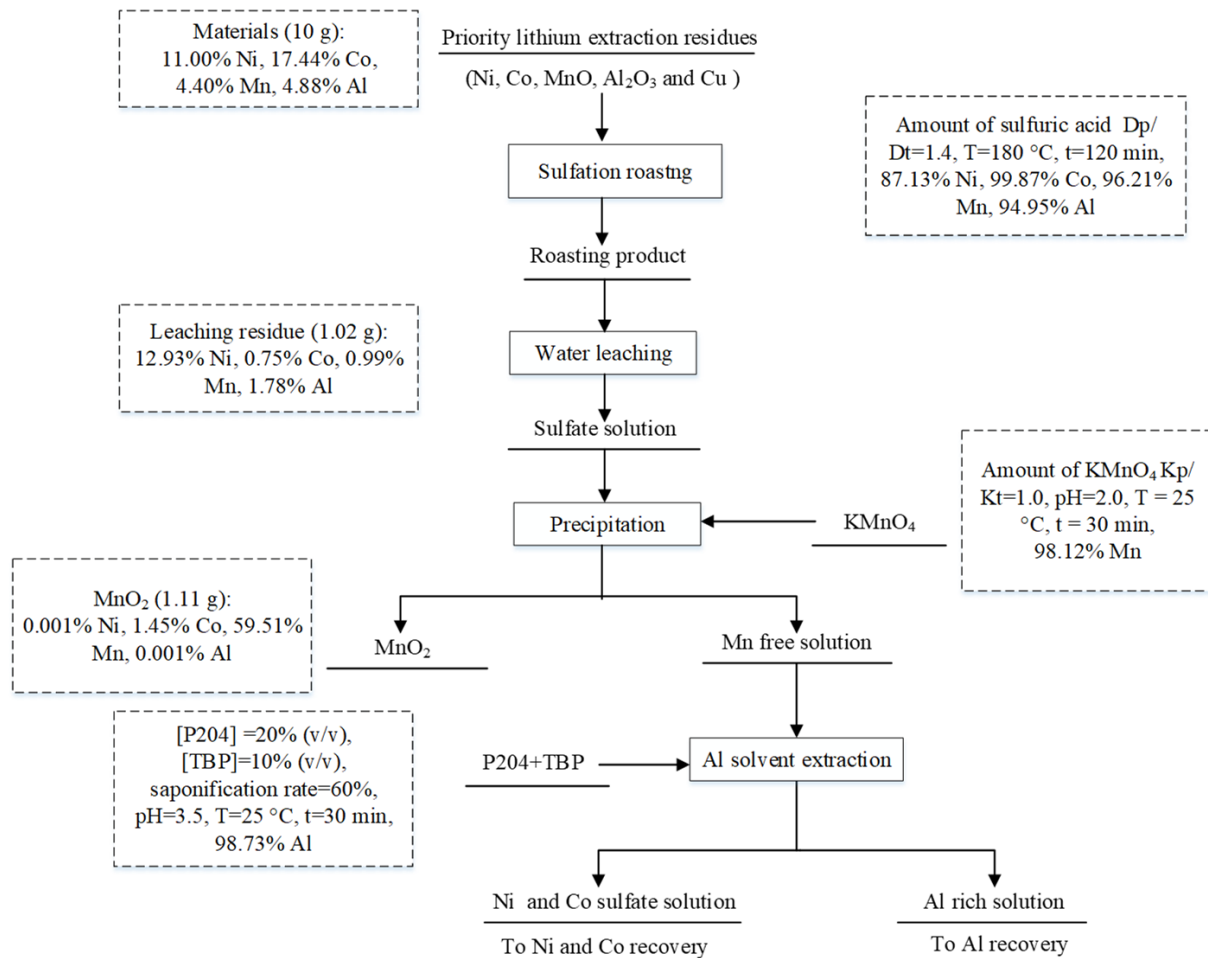 Materials (10 g):
11.00% Ni, 17.44% Co,
4.40% Mn, 4.88% Al
Priority lithium extraction residues
(Ni, Co, MnO, Al₂O₃ and Cu )
Amount of sulfuric acid Dp/
Dt=1.4, T=180 °C, t=120 min,
87.13% Ni, 99.87% Co, 96.21%
Mn, 94.95% Al
Sulfation roastng
Roasting product
Leaching residue (1.02 g):
12.93% Ni, 0.75% Co, 0.99%
Mn, 1.78% Al
Water leaching
Sulfate solution
Amount of KMnO₄ Kp/
Kt=1.0, pH=2.0, T = 25
°C, t = 30 min,
98.12% Mn
Precipitation
KMnO₄
MnO₂ (1.11 g):
0.001% Ni, 1.45% Co, 59.51%
Mn, 0.001% Al
MnO₂
Mn free solution
[P204] =20% (v/v),
[TBP]=10% (v/v),
saponification rate=60%,
pH=3.5, T=25 °C, t=30 min,
98.73% Al
P204+TBP
Al solvent extraction
Ni and Co sulfate solution
To Ni and Co recovery
Al rich solution
To Al recovery